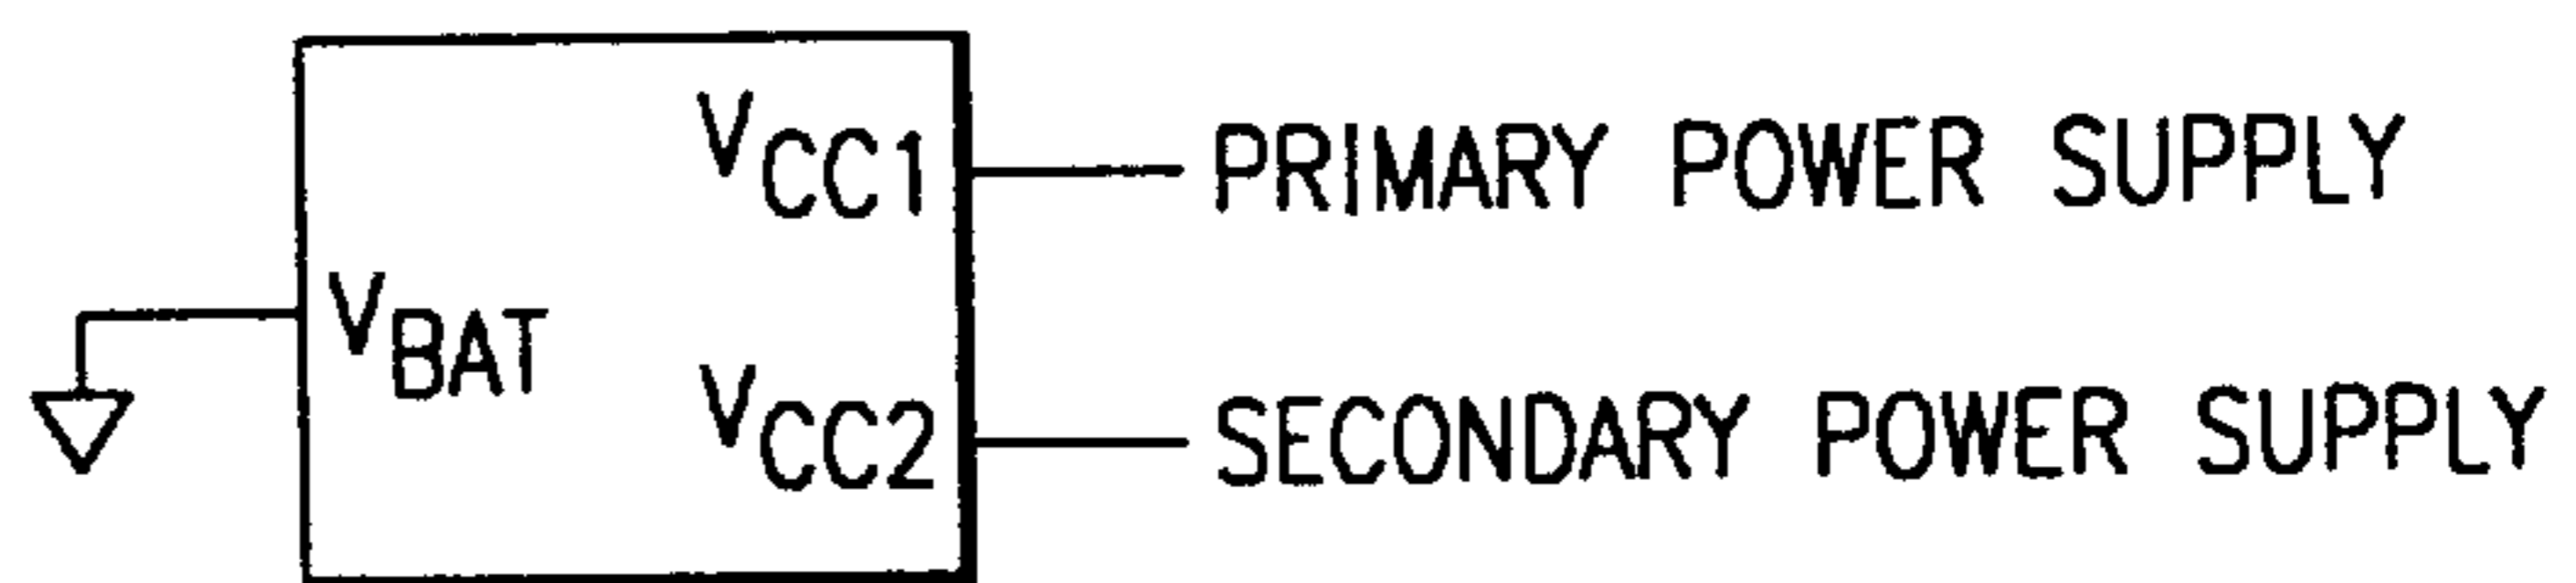 VCC1 PRIMARY POWER SUPPLY
VBAT
VCC2 SECONDARY POWER SUPPLY